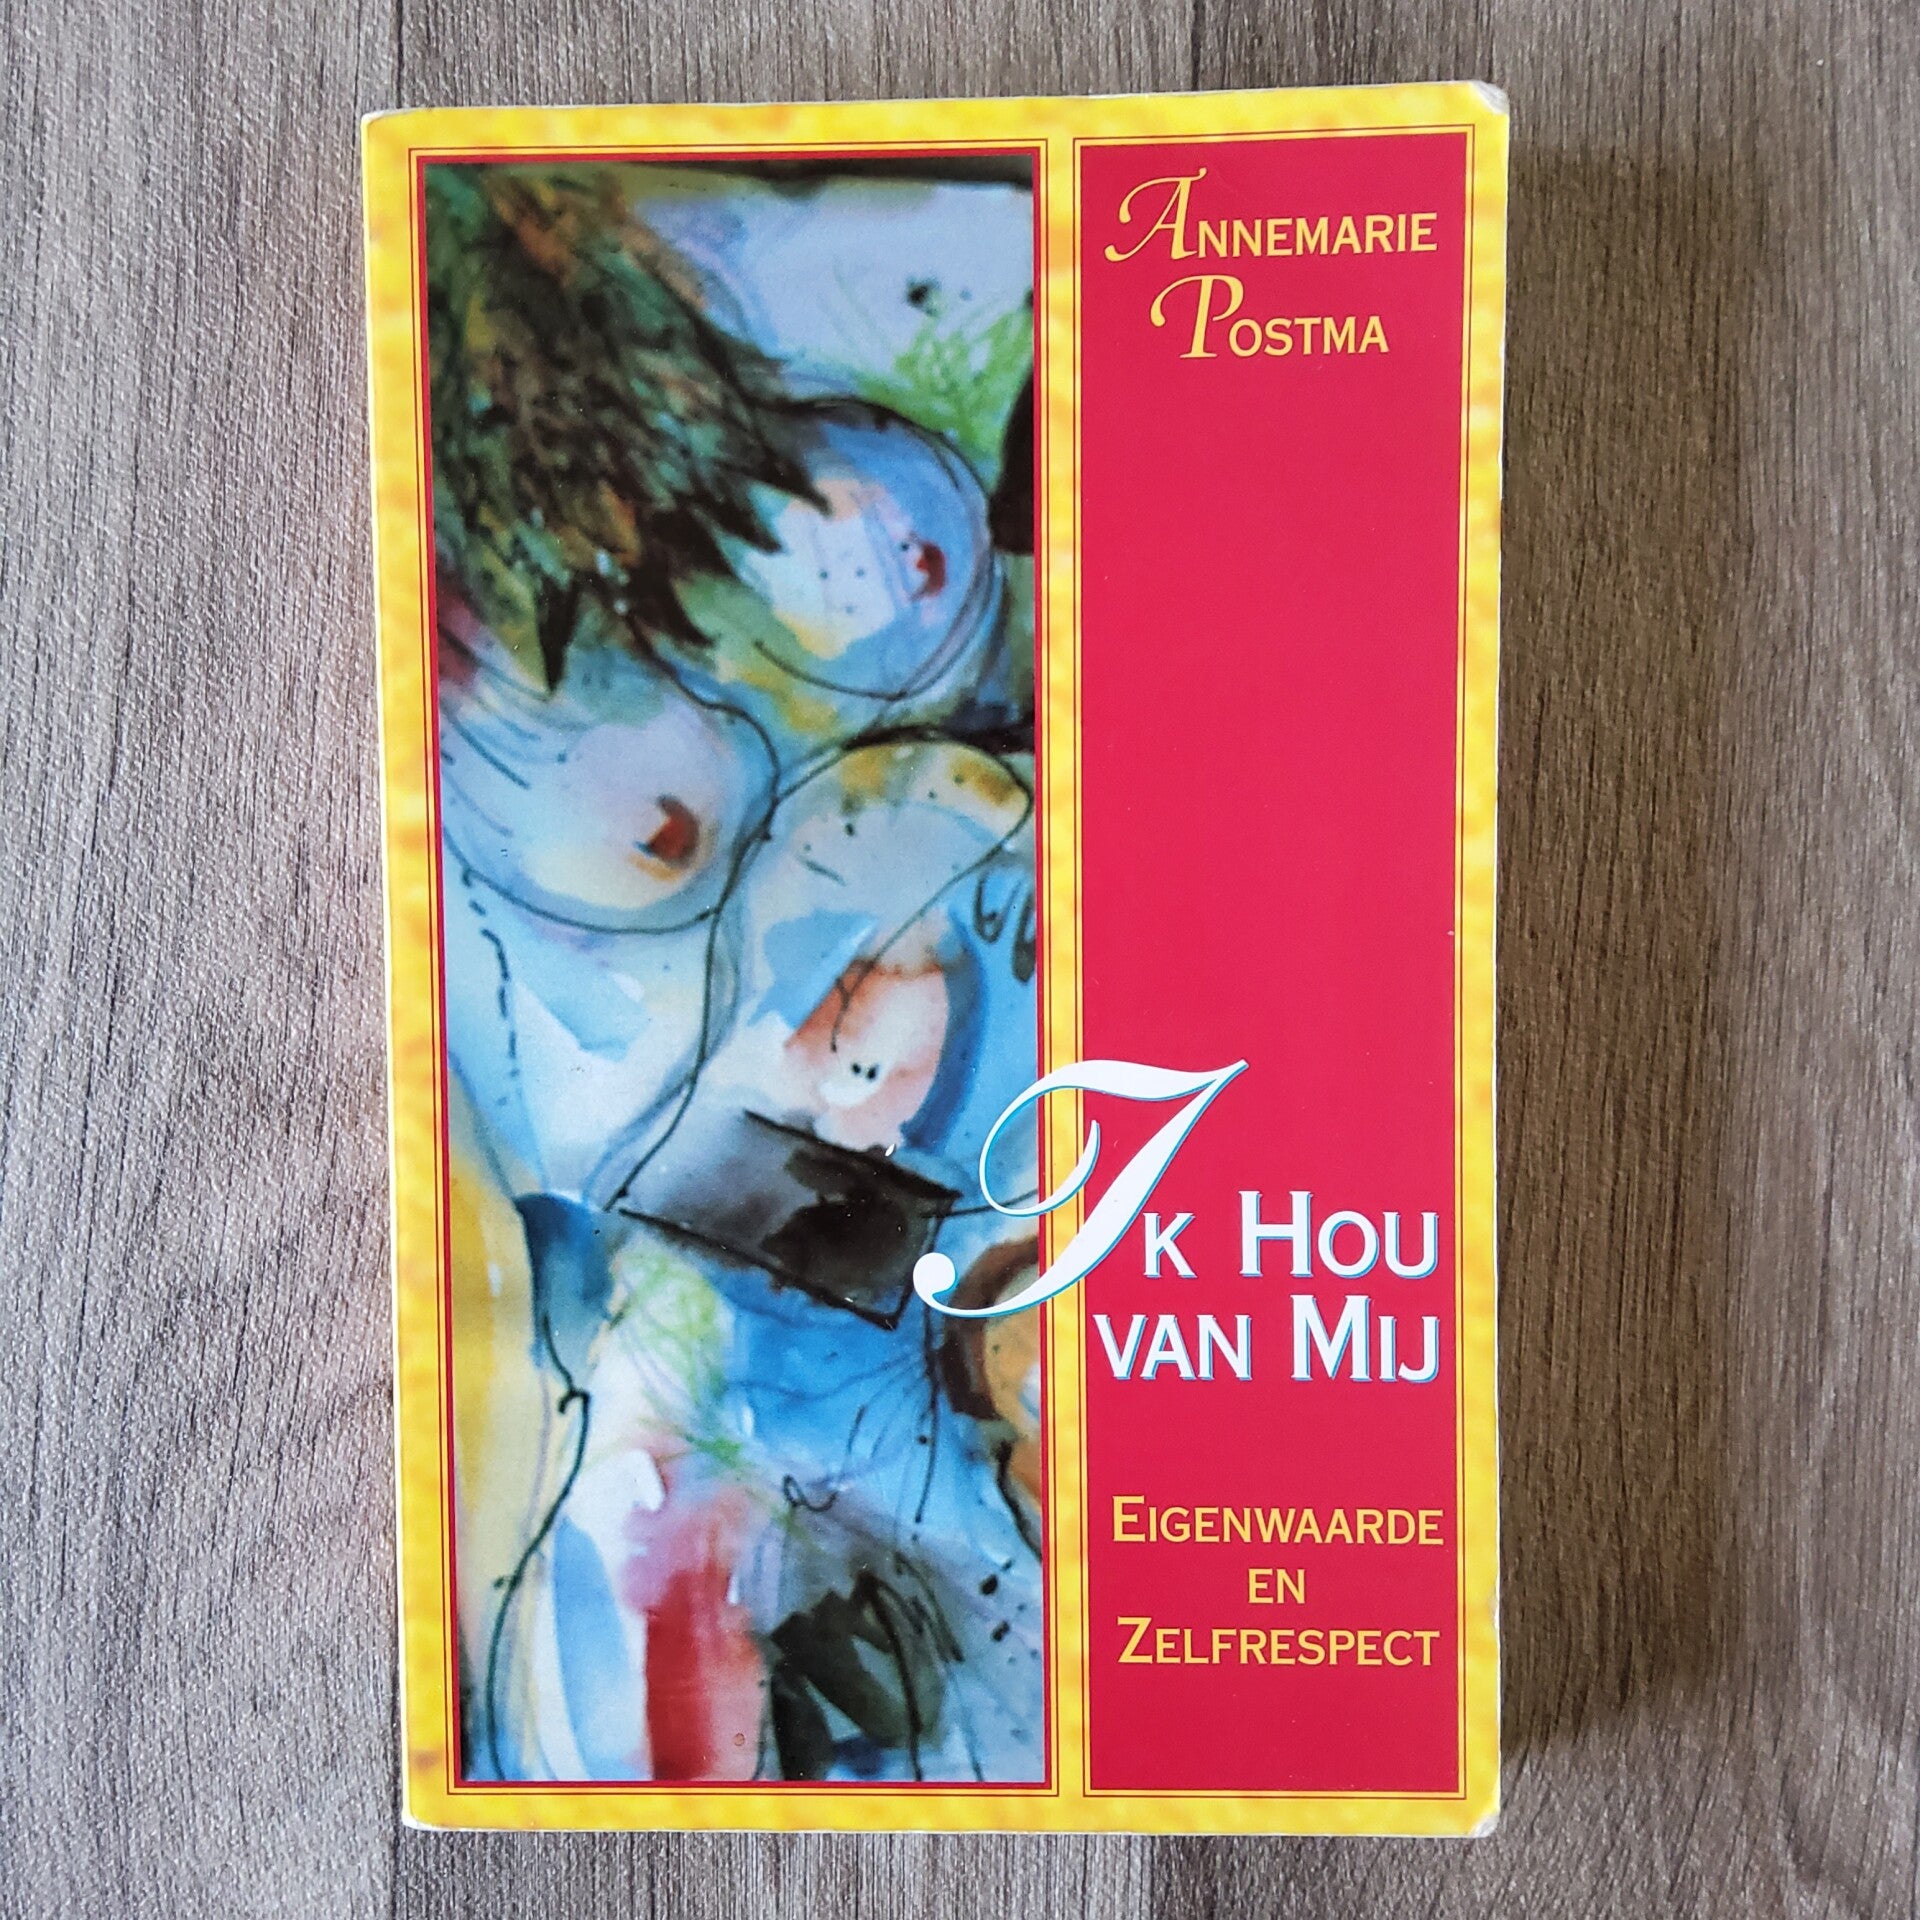 ANNEMARIE
POSTMA
IK HOU
VAN MIJ
EIGENWAARDE
EN
ZELFRESPECT